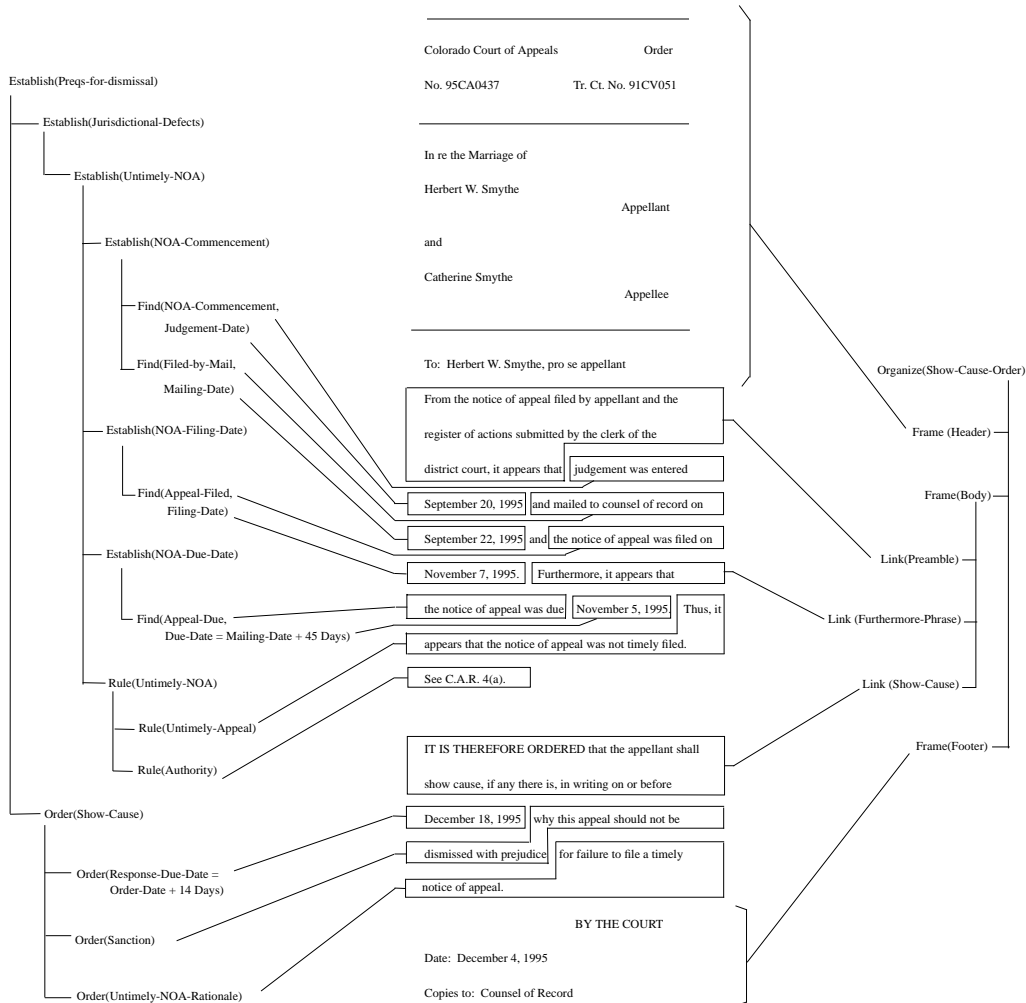 Colorado Court of Appeals Order
No. 95CA0437 Tr. Ct. No. 91CV051
In re the Marriage of
Herbert W. Smythe
Appellant
and
Catherine Smythe
Appellee
To: Herbert W. Smythe, pro se appellant
From the notice of appeal filed by appellant and the
register of actions submitted by the clerk of the
district court, it appears that judgement was entered
September 20, 1995 and mailed to counsel of record on
September 22, 1995 and the notice of appeal was filed on
November 7, 1995. Furthermore, it appears that
the notice of appeal was due November 5, 1995. Thus, it
appears that the notice of appeal was not timely filed.
See C.A.R. 4(a).
IT IS THEREFORE ORDERED that the appellant shall
show cause, if any there is, in writing on or before
December 18, 1995 why this appeal should not be
dismissed with prejudice for failure to file a timely
notice of appeal.
BY THE COURT
Date: December 4, 1995
Copies to: Counsel of Record
Establish(Preqs-for-dismissal)
Establish(Jurisdictional-Defects)
Establish(Untimely-NOA)
Establish(NOA-Commencement)
Find(NOA-Commencement,
Judgement-Date)
Find(Filed-by-Mail,
Mailing-Date)
Establish(NOA-Filing-Date)
Find(Appeal-Filed,
Filing-Date)
Establish(NOA-Due-Date)
Find(Appeal-Due,
Due-Date = Mailing-Date + 45 Days)
Rule(Untimely-NOA)
Rule(Untimely-Appeal)
Rule(Authority)
Order(Show-Cause)
Order(Response-Due-Date =
Order-Date + 14 Days)
Order(Sanction)
Order(Untimely-NOA-Rationale)
Organize(Show-Cause-Order)
Frame (Header)
Frame(Body)
Link(Preamble)
Link (Furthermore-Phrase)
Link (Show-Cause)
Frame(Footer)